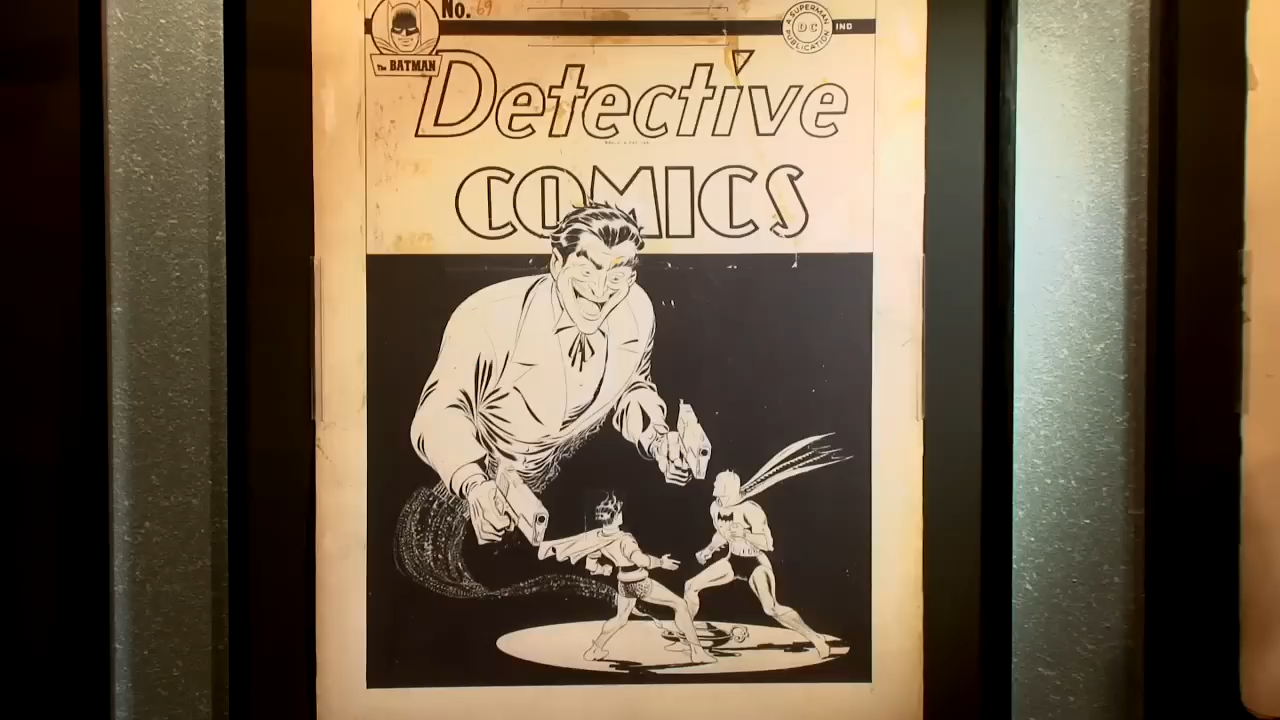 No. 69
A SUPERMAN
DC
PUBLICATION
IND
The BATMAN
Detective
COMICS